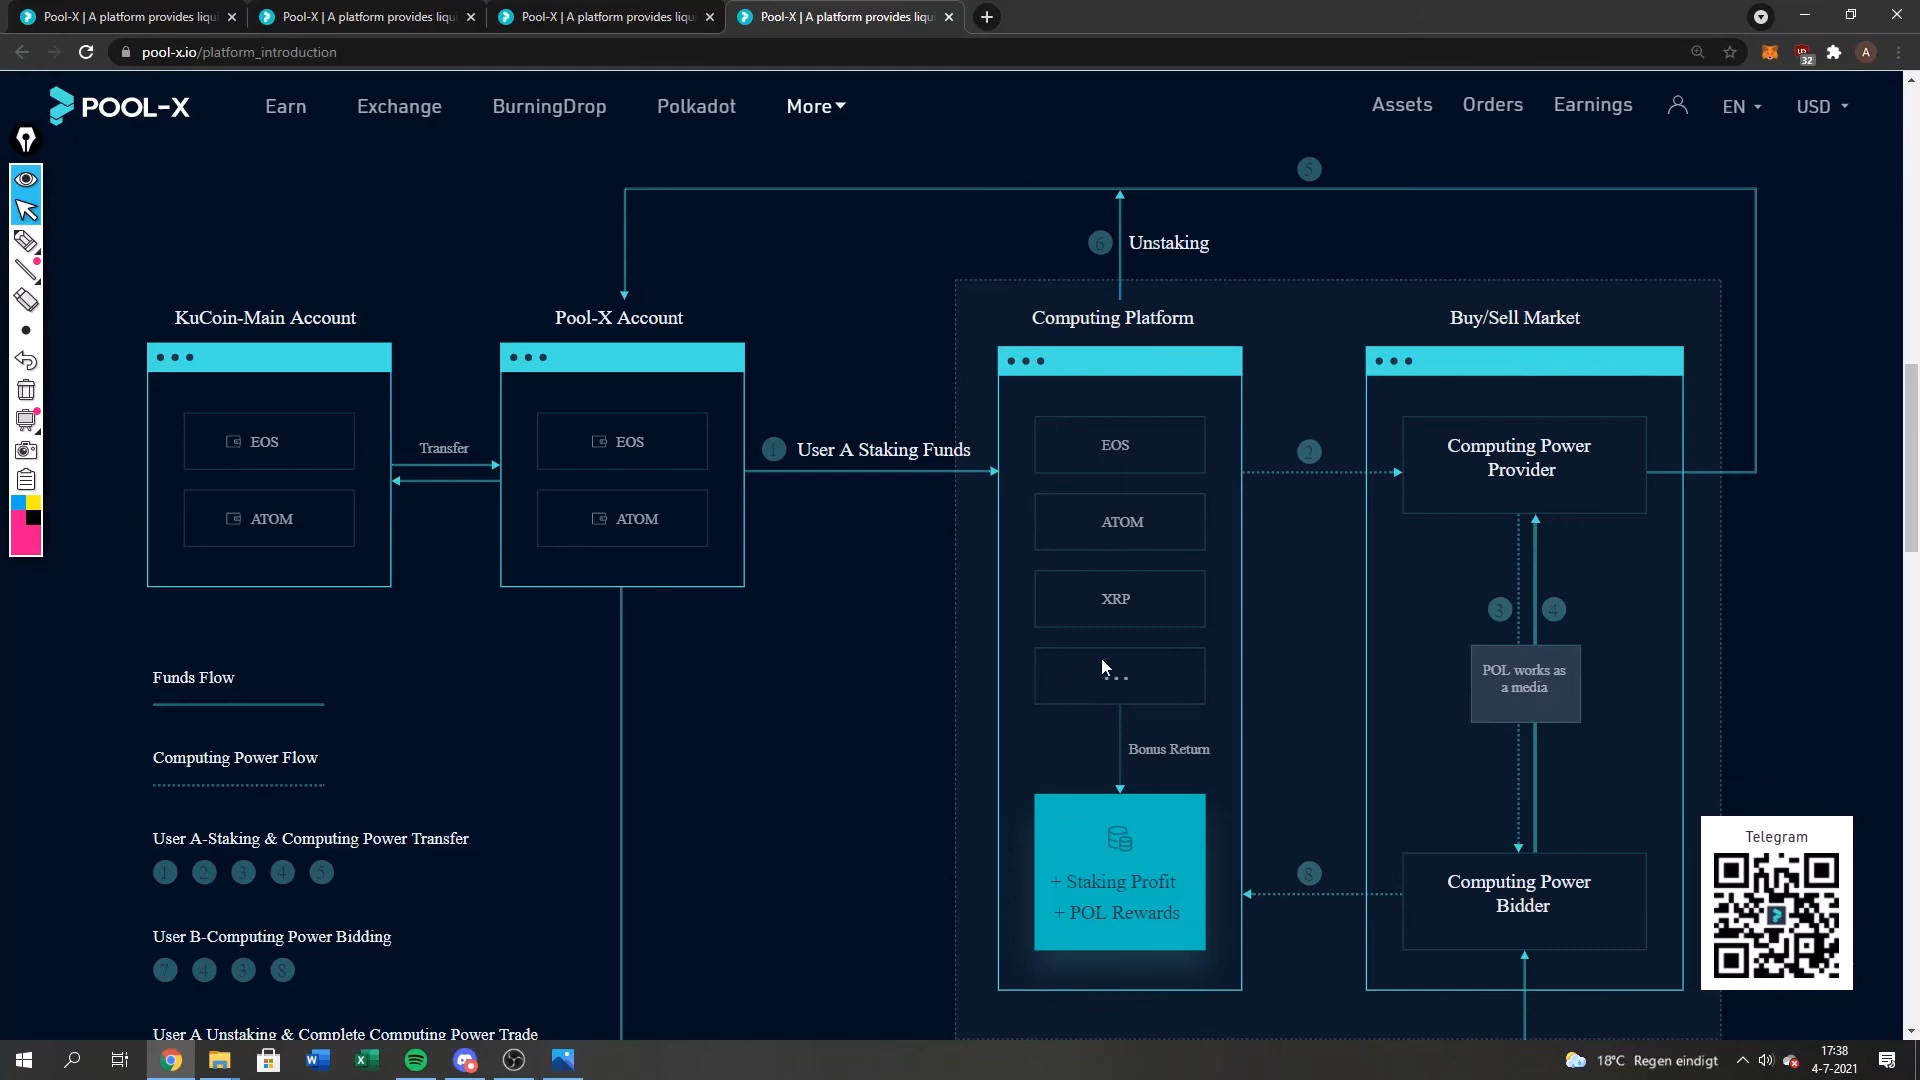 Pool-X | A platform provides liqu
Pool-X | A platform provides liqu
Pool-X | A platform provides liqu
Pool-X | A platform provides liqu
pool-x.io/platform_introduction
A
32
POOL-X
Earn
Exchange
BurningDrop
Polkadot
More
Assets
Orders
Earnings
EN
USD
5
6
Unstaking
KuCoin-Main Account
Pool-X Account
Computing Platform
Buy/Sell Market
EOS
ATOM
Transfer
EOS
ATOM
1
User A Staking Funds
EOS
ATOM
XRP
...
Bonus Return
+ Staking Profit
+ POL Rewards
2
Computing Power
Provider
3
4
POL works as
a media
8
Computing Power
Bidder
Funds Flow
Computing Power Flow
User A-Staking & Computing Power Transfer
1 2 3 4 5
User B-Computing Power Bidding
7 4 3 8
User A Unstaking & Complete Computing Power Trade
Telegram
18°C Regen eindigt
17:38
4-7-2021